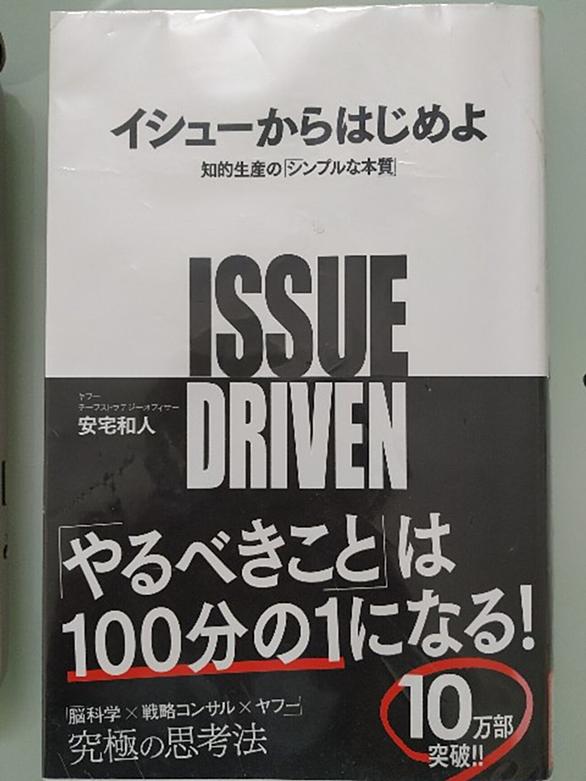 イシューからはじめよ
知的生産の「シンプルな本質」
ISSUE
DRIVEN
ヤフー
チーフストラテジーオフィサー
安宅和人
「やるべきこと」は
100分の1になる!
「脳科学×戦略コンサル×ヤフー」
究極の思考法
10万部
突破!!